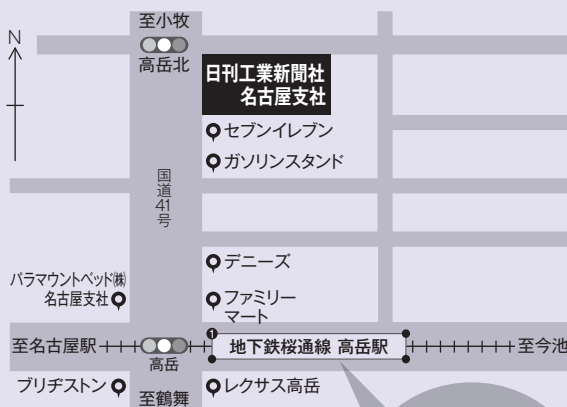 至小牧
N
高岳北
日刊工業新聞社
名古屋支社
セブンイレブン
ガソリンスタンド
国道41号
デニーズ
パラマウントベッド㈱
名古屋支社
ファミリー
マート
1
至名古屋駅
地下鉄桜通線 高岳駅
至今池
高岳
ブリヂストン
レクサス高岳
至鶴舞